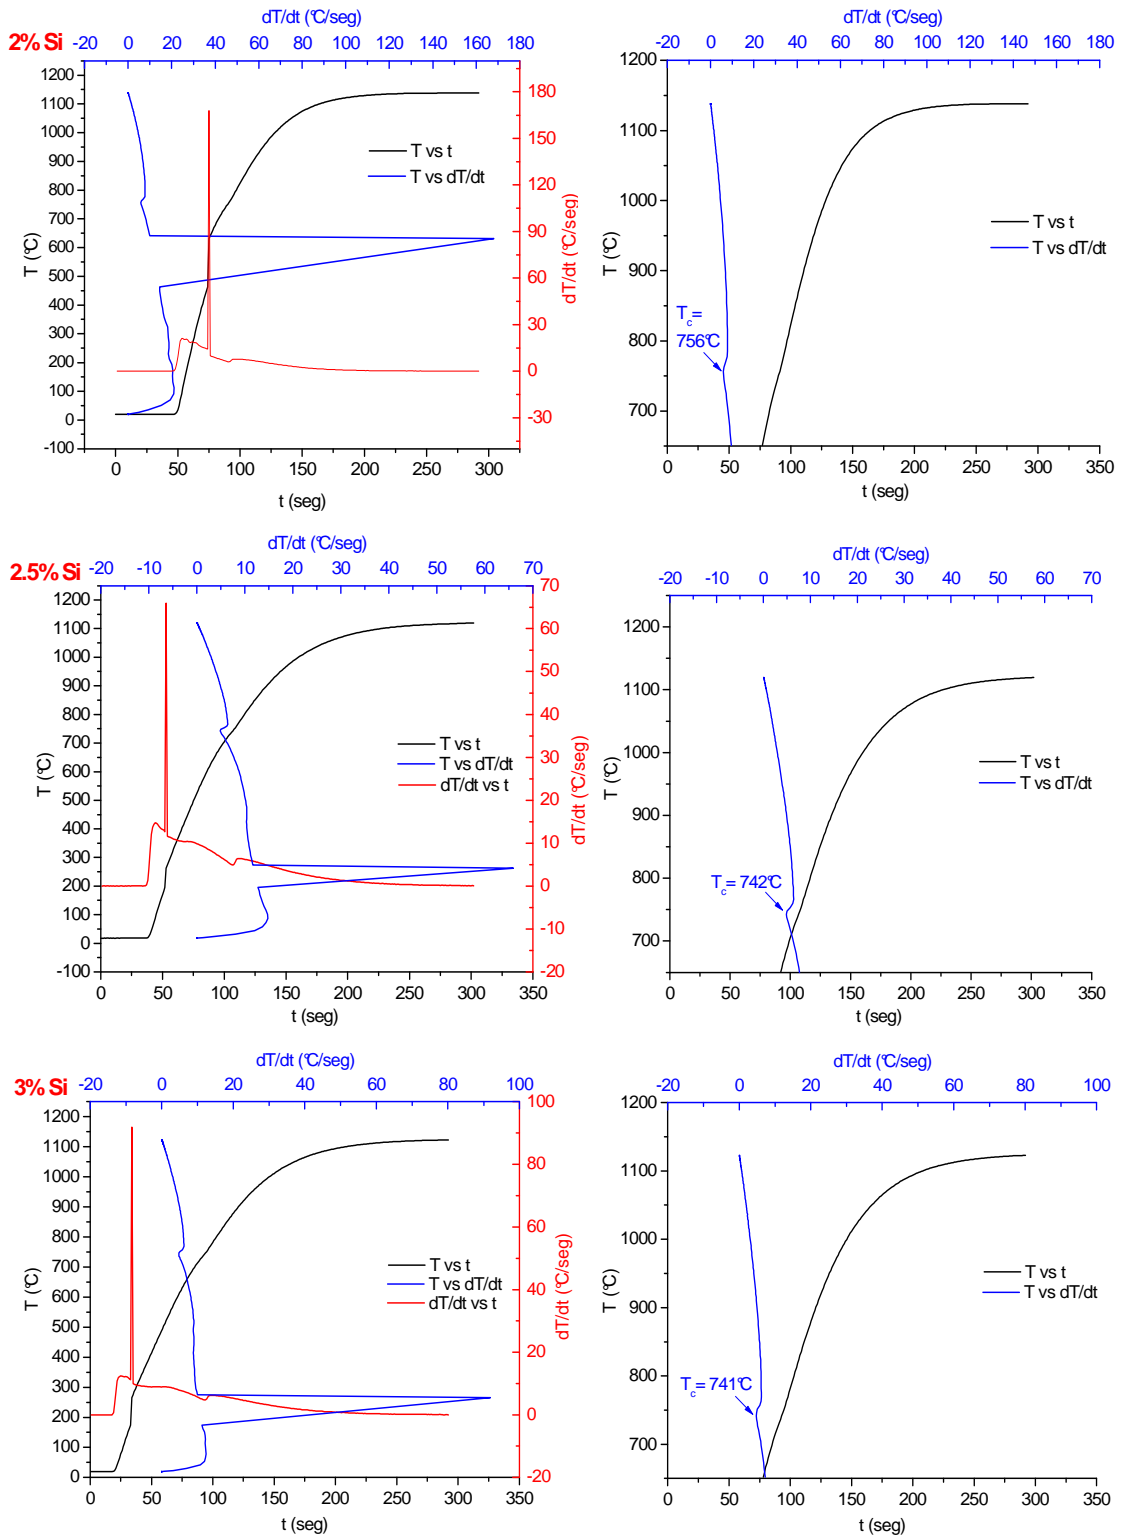 dT/dt (°C/seg)
2% Si
-20 0 20 40 60 80 100 120 140 160 180
1200
1100
1000
900
800
700
600
500
400
300
200
100
0
-100
T (°C)
T vs t
T vs dT/dt
180
150
120
90
60
30
0
-30
dT/dt (°C/seg)
0 50 100 150 200 250 300
t (seg)
dT/dt (°C/seg)
-20 0 20 40 60 80 100 120 140 160 180
1200
1100
1000
900
800
700
T (°C)
T vs t
T vs dT/dt
Tc=
756°C
0 50 100 150 200 250 300 350
t (seg)
dT/dt (°C/seg)
2.5% Si
-20 -10 0 10 20 30 40 50 60 70
1200
1100
1000
900
800
700
600
500
400
300
200
100
0
-100
T (°C)
T vs t
T vs dT/dt
dT/dt vs t
70
60
50
40
30
20
10
0
-10
-20
dT/dt (°C/seg)
0 50 100 150 200 250 300 350
t (seg)
dT/dt (°C/seg)
-20 -10 0 10 20 30 40 50 60 70
1200
1100
1000
900
800
700
T (°C)
T vs t
T vs dT/dt
Tc= 742°C
0 50 100 150 200 250 300 350
t (seg)
dT/dt (°C/seg)
3% Si
-20 0 20 40 60 80 100
1200
1100
1000
900
800
700
600
500
400
300
200
100
0
T (°C)
T vs t
T vs dT/dt
dT/dt vs t
100
80
60
40
20
0
-20
dT/dt (°C/seg)
0 50 100 150 200 250 300 350
t (seg)
dT/dt (°C/seg)
-20 0 20 40 60 80 100
1200
1100
1000
900
800
700
T (°C)
T vs t
T vs dT/dt
Tc= 741°C
0 50 100 150 200 250 300 350
t (seg)